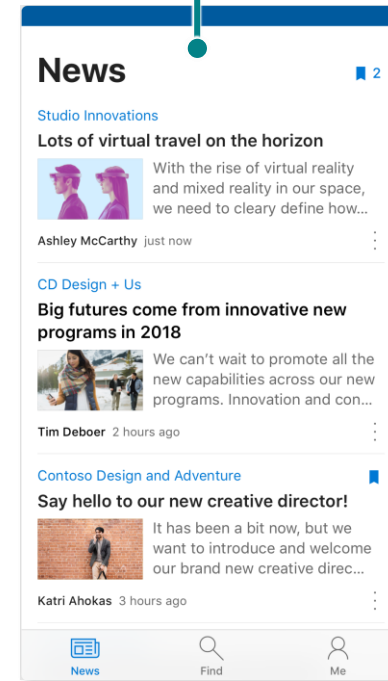 News
2
Studio Innovations
Lots of virtual travel on the horizon
With the rise of virtual reality
and mixed reality in our space,
we need to cleary define how...
Ashley McCarthy just now
CD Design + Us
Big futures come from innovative new
programs in 2018
We can't wait to promote all the
new capabilities across our new
programs. Innovation and con...
Tim Deboer 2 hours ago
Contoso Design and Adventure
Say hello to our new creative director!
It has been a bit now, but we
want to introduce and welcome
our brand new creative direc...
Katri Ahokas 3 hours ago
News Find Me